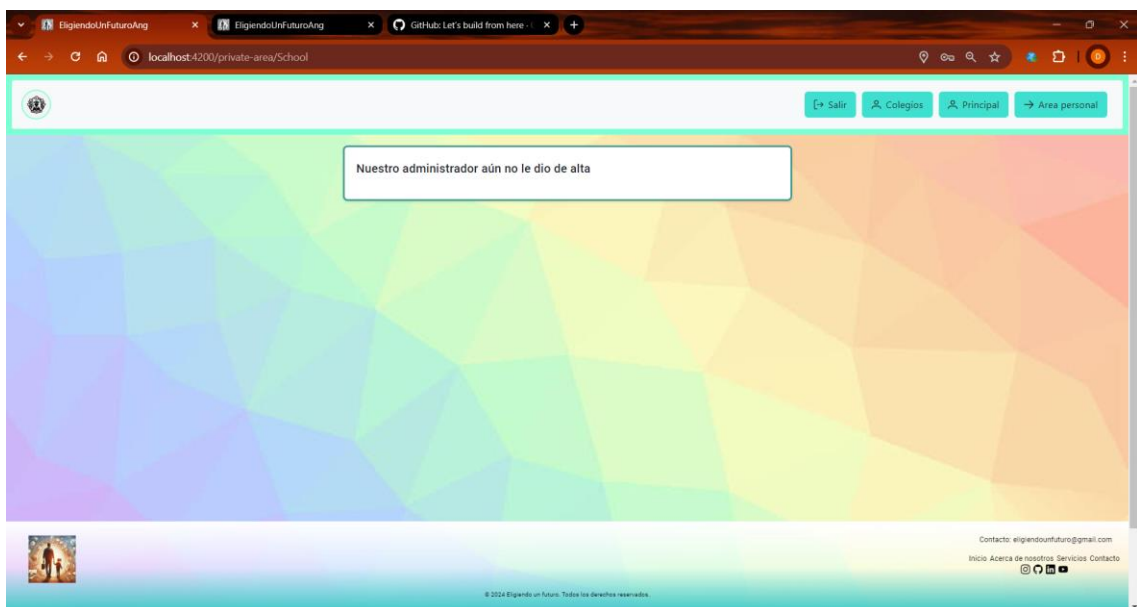 EligiendoUnFuturoAng
EligiendoUnFuturoAng
GitHub: Let's build from here ·
localhost:4200/private-area/School
D
Salir
Colegios
Principal
Area personal
Nuestro administrador aún no le dio de alta
Contacto: eligiendounfuturo@gmail.com
Inicio Acerca de nosotros Servicios Contacto
© 2024 Eligiendo un futuro. Todos los derechos reservados.